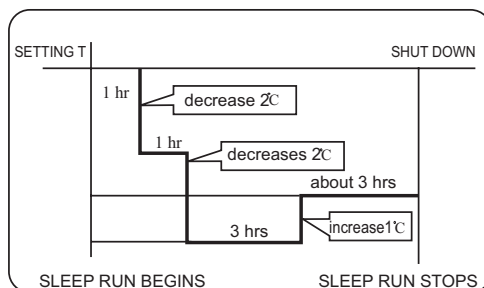 SETTING T SHUT DOWN
1 hr
decrease 2℃
1 hr
decreases 2℃
about 3 hrs
3 hrs
increase1℃
SLEEP RUN BEGINS SLEEP RUN STOPS